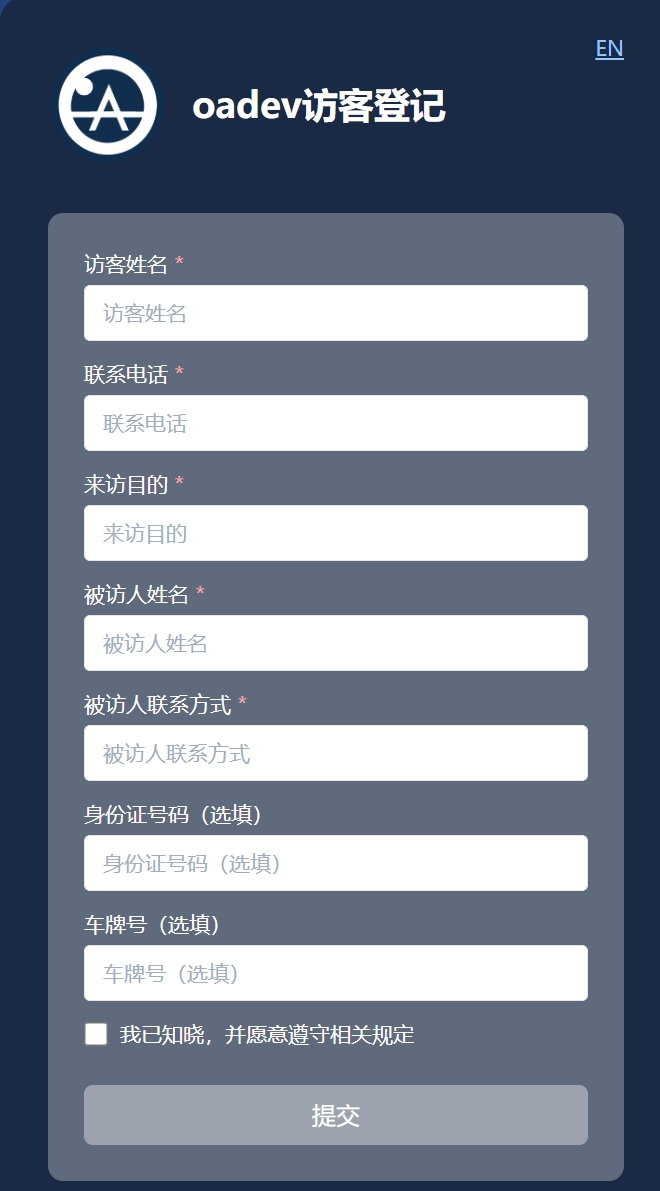 EN
oadev访客登记
访客姓名 *
访客姓名
联系电话 *
联系电话
来访目的 *
来访目的
被访人姓名 *
被访人姓名
被访人联系方式 *
被访人联系方式
身份证号码（选填）
身份证号码（选填）
车牌号（选填）
车牌号（选填）
我已知晓，并愿意遵守相关规定
提交